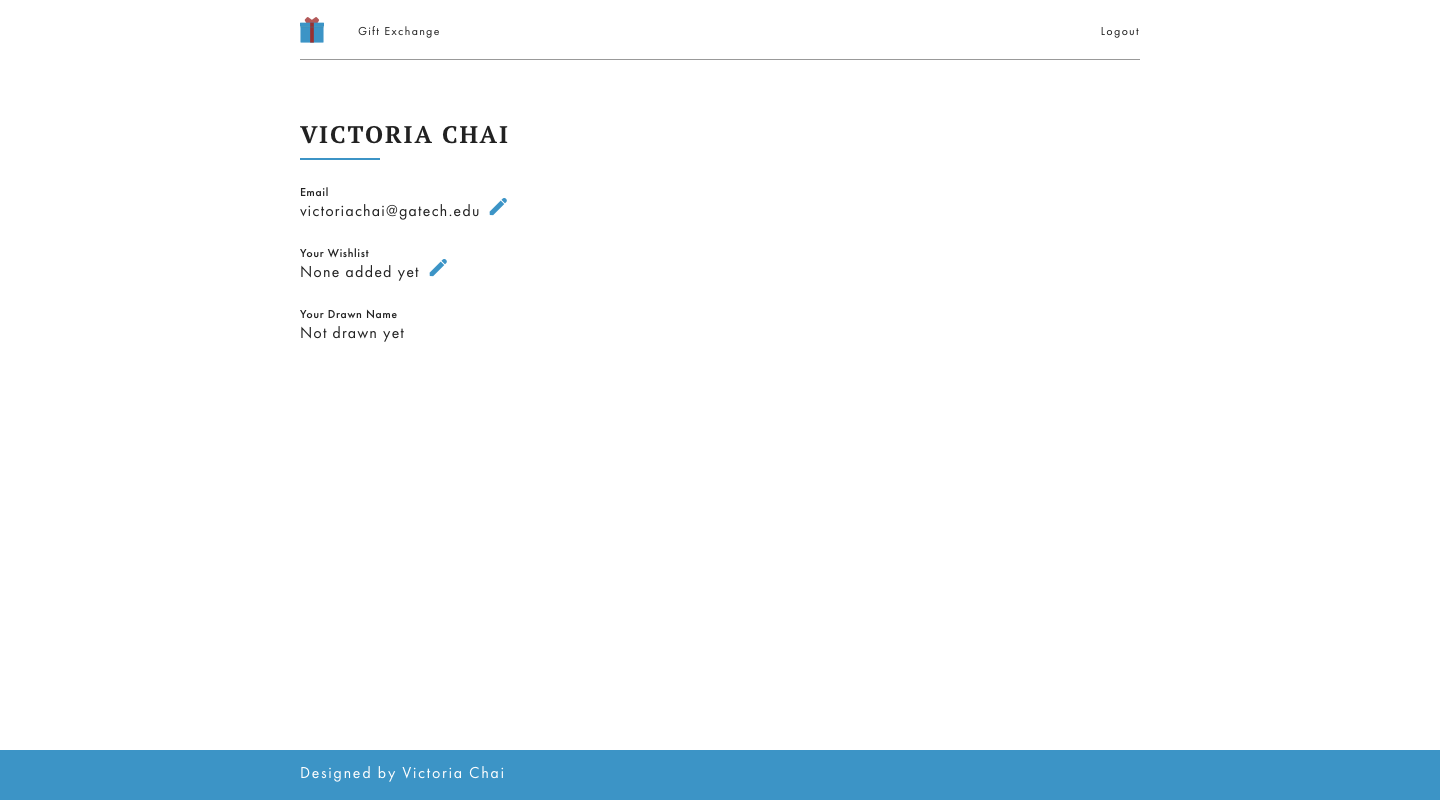 Gift Exchange
Logout
VICTORIA CHAI
Email
victoriachai@gatech.edu
Your Wishlist
None added yet
Your Drawn Name
Not drawn yet
Designed by Victoria Chai